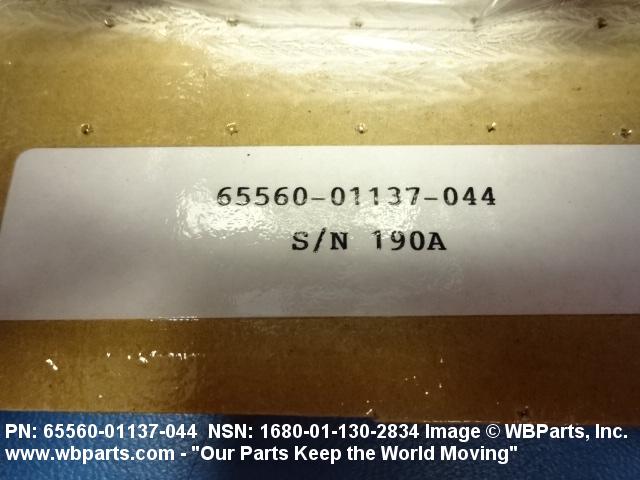 65560-01137-044
S/N 190A
PN: 65560-01137-044 NSN: 1680-01-130-2834 Image © WBParts, Inc.
www.wbparts.com - "Our Parts Keep the World Moving"